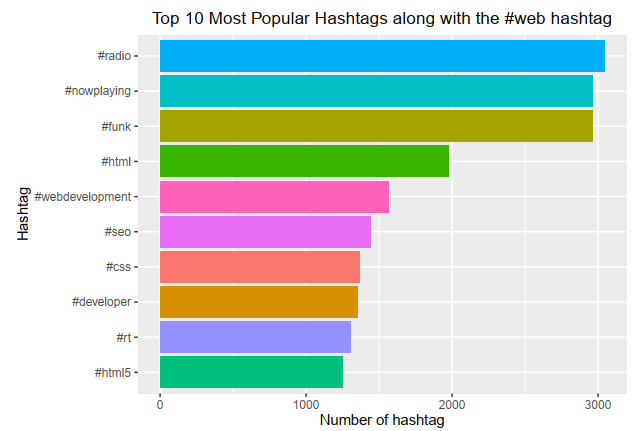 Top 10 Most Popular Hashtags along with the #web hashtag
#radio
#nowplaying
#funk
#html
#webdevelopment
#seo
#css
#developer
#rt
#html5
Hashtag
0 1000 2000 3000
Number of hashtag